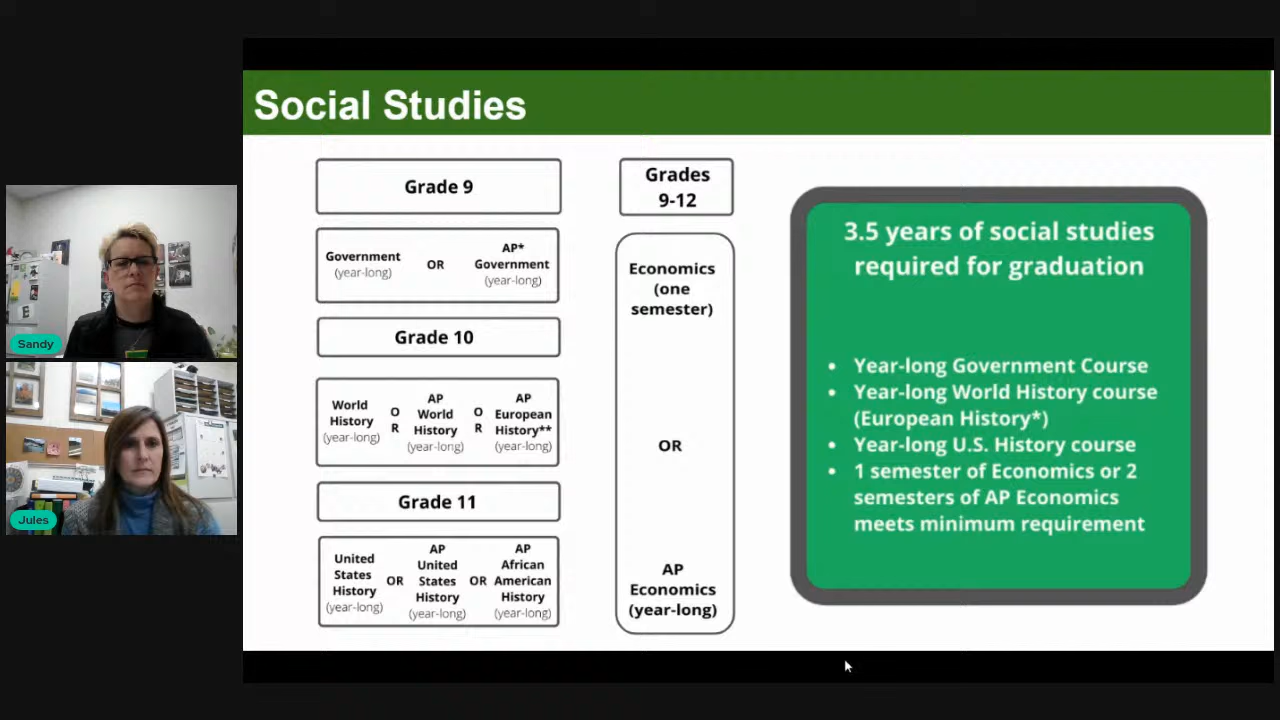 Social Studies
Grade 9
Government
(year-long)
OR
AP*
Government
(year-long)
Grade 10
World
History
(year-long)
O
R
AP
World
History
(year-long)
O
R
AP
European
History**
(year-long)
Grade 11
United
States
History
(year-long)
OR
AP
United
States
History
(year-long)
OR
AP
African
American
History
(year-long)
Grades
9-12
Economics
(one
semester)
OR
AP
Economics
(year-long)
3.5 years of social studies
required for graduation
• Year-long Government Course
• Year-long World History course
(European History*)
• Year-long U.S. History course
• 1 semester of Economics or 2
semesters of AP Economics
meets minimum requirement
Sandy
Jules